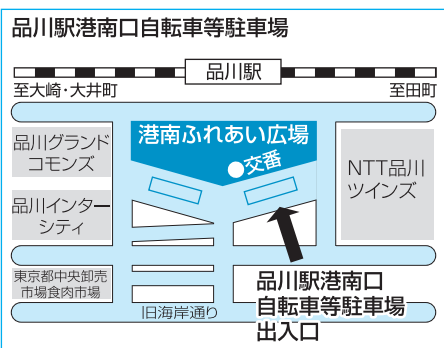 品川駅港南口自転車等駐車場
品川駅
至大崎・大井町
至田町
品川グランド
コモンズ
港南ふれあい広場
交番
NTT品川
ツインズ
品川インター
シティ
東京都中央卸売
市場食肉市場
旧海岸通り
品川駅港南口
自転車等駐車場
出入口